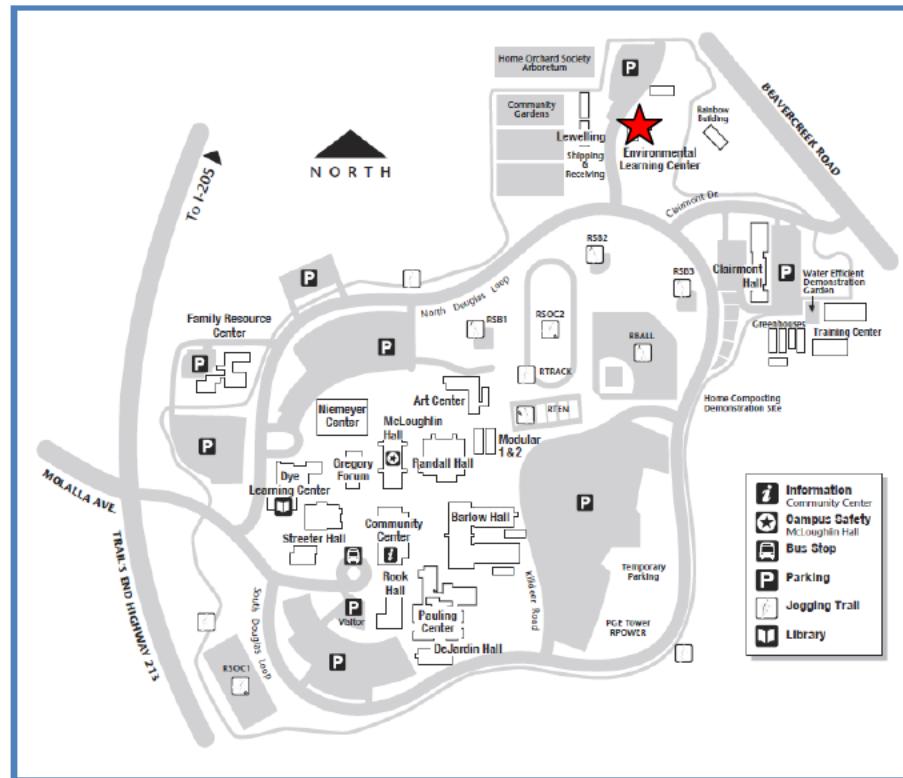 Home Orchard Society
Arboretum
P
Community
Gardens
Lewelling
Shipping
&
Receiving
Environmental
Learning Center
Rainbow
Building
BEAVERCREEK ROAD
To I-205
NORTH
Clairmont Dr.
RSB2
RSB3
Clairmont
Hall
P
Water Efficient
Demonstration
Garden
Greenhouses
Training Center
P
North Douglas Loop
RSB1
RSOC2
RBALL
Family Resource
Center
P
P
RTRACK
Art Center
RTEN
Home Composting
Demonstration Site
Niemeyer
Center
McLoughlin
Hall
Modular
1 & 2
P
Gregory
Forum
Randall Hall
MOLALLA AVE.
Dye
Learning Center
P
Barlow Hall
Community
Center
Streeter Hall
Rook
Hall
Kildeer Road
Temporary
Parking
TRAIL'S END HIGHWAY 213
South Douglas Loop
P
Visitor
Pauling
Center
PGE Tower
RPOWER
DeJardin Hall
RSOC1
P
i Information
Community Center
Campus Safety
McLoughlin Hall
Bus Stop
P Parking
Jogging Trail
Library